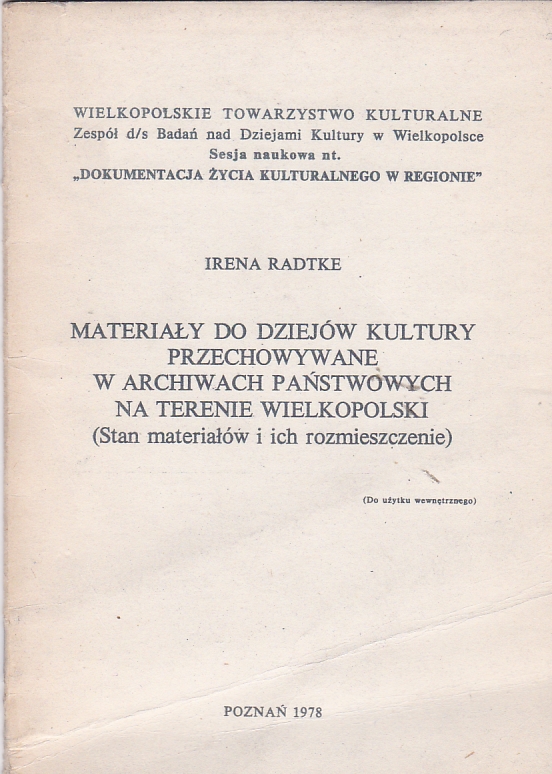 WIELKOPOLSKIE TOWARZYSTWO KULTURALNE
Zespół d/s Badań nad Dziejami Kultury w Wielkopolsce
Sesja naukowa nt.
„DOKUMENTACJA ŻYCIA KULTURALNEGO W REGIONIE”
IRENA RADTKE
MATERIAŁY DO DZIEJÓW KULTURY
PRZECHOWYWANE
W ARCHIWACH PAŃSTWOWYCH
NA TERENIE WIELKOPOLSKI
(Stan materiałów i ich rozmieszczenie)
(Do użytku wewnętrznego)
POZNAŃ 1978